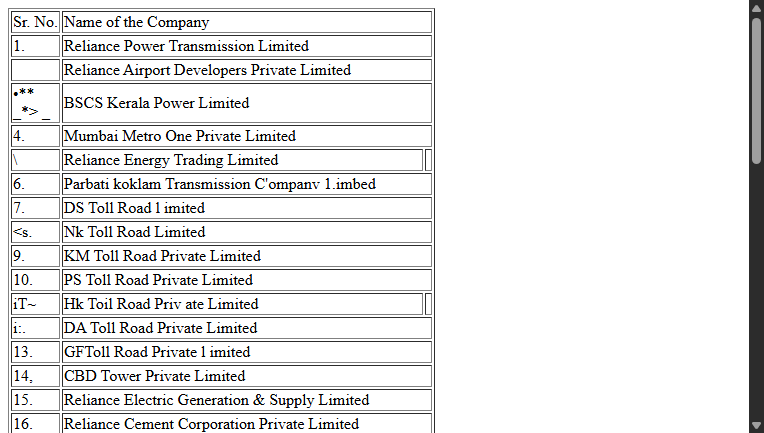 Sr. No. Name of the Company
1. Reliance Power Transmission Limited
Reliance Airport Developers Private Limited
•**
_*> _ BSCS Kerala Power Limited
4. Mumbai Metro One Private Limited
\ Reliance Energy Trading Limited
6. Parbati koklam Transmission C'ompanv 1.imbed
7. DS Toll Road l imited
<s. Nk Toll Road Limited
9. KM Toll Road Private Limited
10. PS Toll Road Private Limited
iT~ Hk Toil Road Priv ate Limited
i:. DA Toll Road Private Limited
13. GFToll Road Private l imited
14, CBD Tower Private Limited
15. Reliance Electric Generation & Supply Limited
16. Reliance Cement Corporation Private Limited